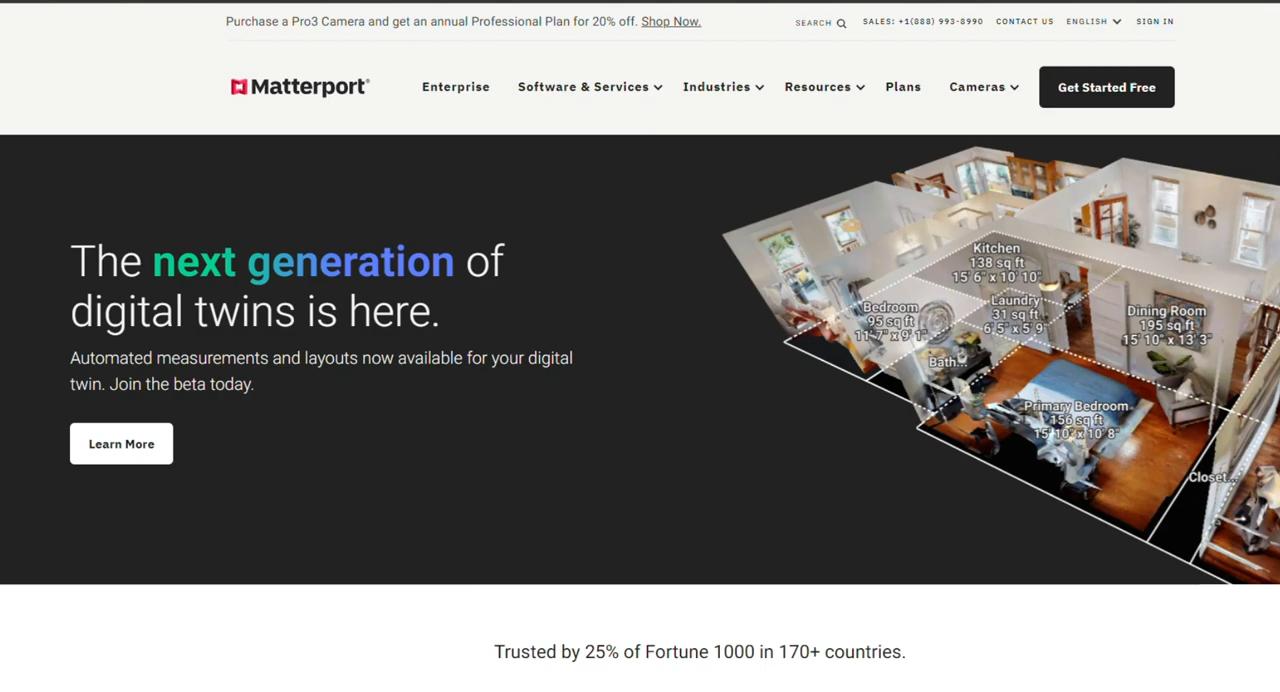 Purchase a Pro3 Camera and get an annual Professional Plan for 20% off. Shop Now.
SEARCH
SALES: +1(888) 993-8990
CONTACT US
ENGLISH
SIGN IN
Matterport®
Enterprise
Software & Services
Industries
Resources
Plans
Cameras
Get Started Free
The next generation of
digital twins is here.
Automated measurements and layouts now available for your digital
twin. Join the beta today.
Learn More
Kitchen
138 sq ft
15' 6" x 10' 10"
Laundry
31 sq ft
6' 5" x 5' 9"
Bedroom
95 sq ft
11' 7" x 9' 1"
Bath...
Dining Room
195 sq ft
15' 10" x 13' 3"
Primary Bedroom
156 sq ft
15' 10" x 10' 8"
Closet...
Trusted by 25% of Fortune 1000 in 170+ countries.